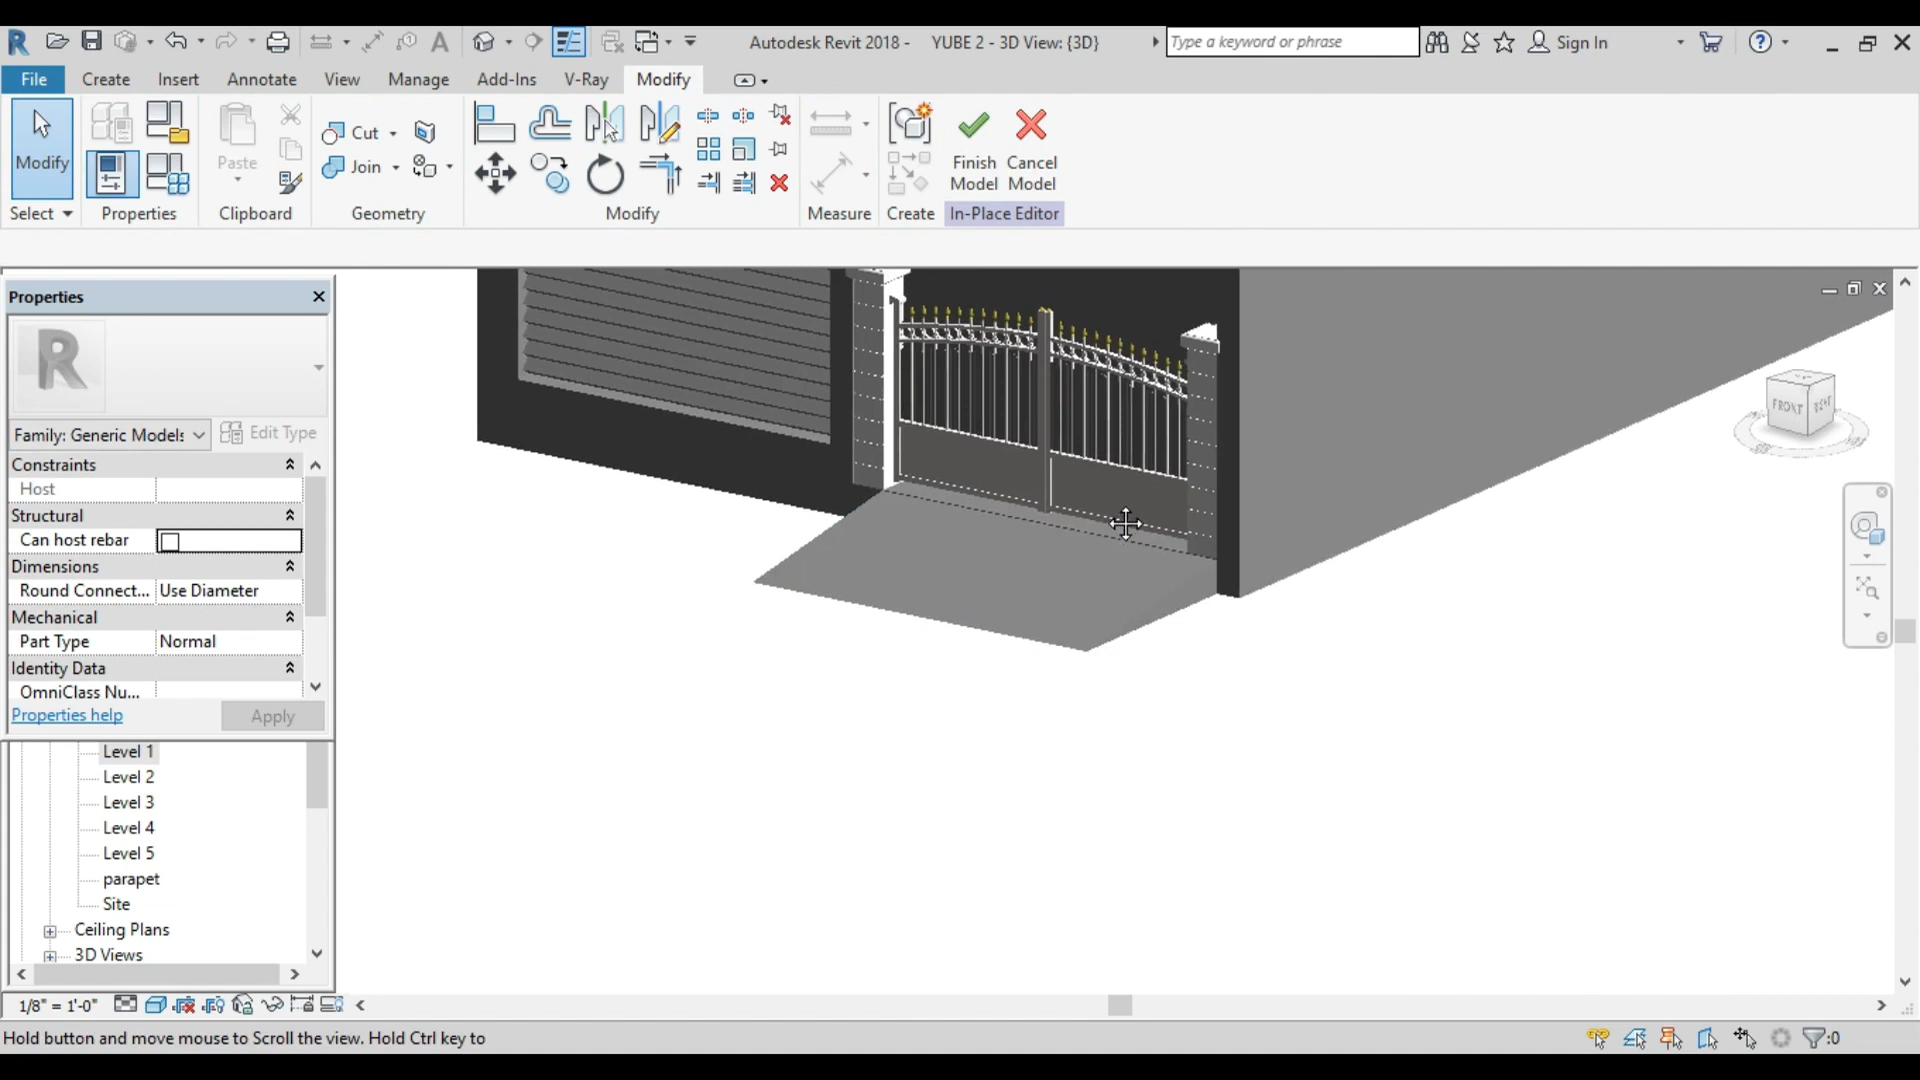 Autodesk Revit 2018 - YUBE 2 - 3D View: {3D}
Type a keyword or phrase
Sign In
File
Create
Insert
Annotate
View
Manage
Add-Ins
V-Ray
Modify
Modify
Paste
Cut
Join
Finish Model
Cancel Model
Select
Properties
Clipboard
Geometry
Modify
Measure
Create
In-Place Editor
Properties
Family: Generic Models
Edit Type
Constraints
Host
Structural
Can host rebar
Dimensions
Round Connect... Use Diameter
Mechanical
Part Type Normal
Identity Data
OmniClass Nu...
Properties help
Apply
FRONT
Level 1
Level 2
Level 3
Level 4
Level 5
parapet
Site
Ceiling Plans
3D Views
1/8" = 1'-0"
Hold button and move mouse to Scroll the view. Hold Ctrl key to
:0